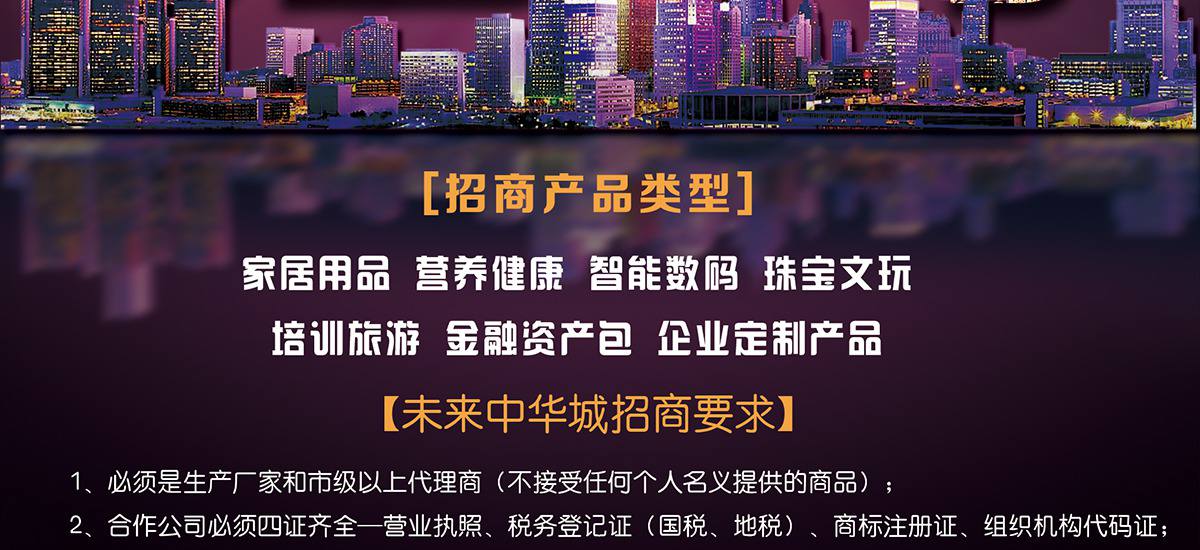 [招商产品类型]
家居用品 营养健康 智能数码 珠宝文玩
培训旅游 金融资产包 企业定制产品
【未来中华城招商要求】
1、必须是生产厂家和市级以上代理商（不接受任何个人名义提供的商品）；
2、合作公司必须四证齐全—营业执照、税务登记证（国税、地税）、商标注册证、组织机构代码证；